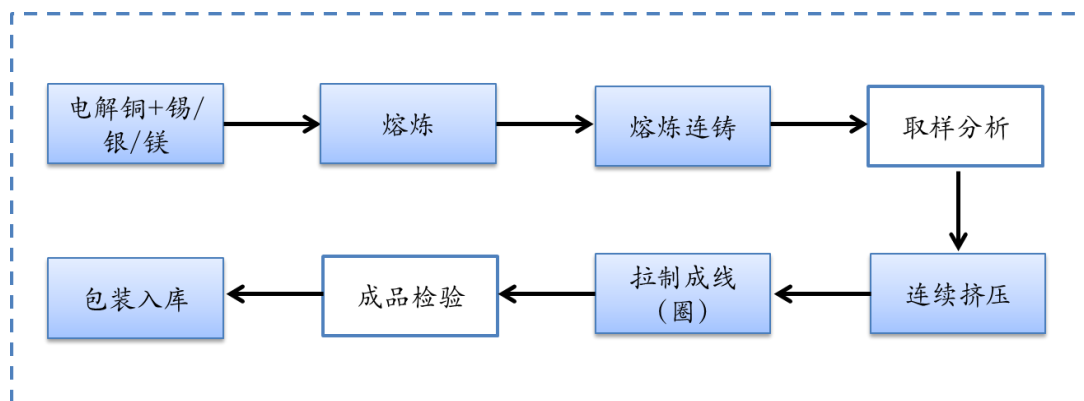 电解铜+锡/
银/镁
熔炼
熔炼连铸
取样分析
连续挤压
拉制成线
（圈）
成品检验
包装入库